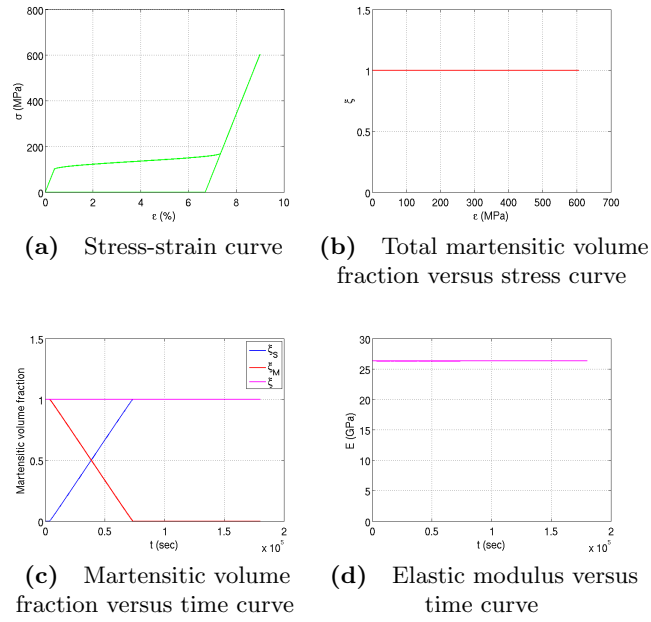 800
600
400
200
0
0
2
4
6
8
10
σ (MPa)
ε (%)
(a) Stress-strain curve
1.5
1
0.5
0
0
100
200
300
400
500
600
700
ξ
ε (MPa)
(b) Total martensitic volume
fraction versus stress curve
1.5
1
0.5
0
0
0.5
1
1.5
2
x 10^5
Martensitic volume fraction
t (sec)
ξ_S
ξ_M
ξ
(c) Martensitic volume
fraction versus time curve
30
25
20
15
10
5
0
0
0.5
1
1.5
2
x 10^5
E (GPa)
t (sec)
(d) Elastic modulus versus
time curve